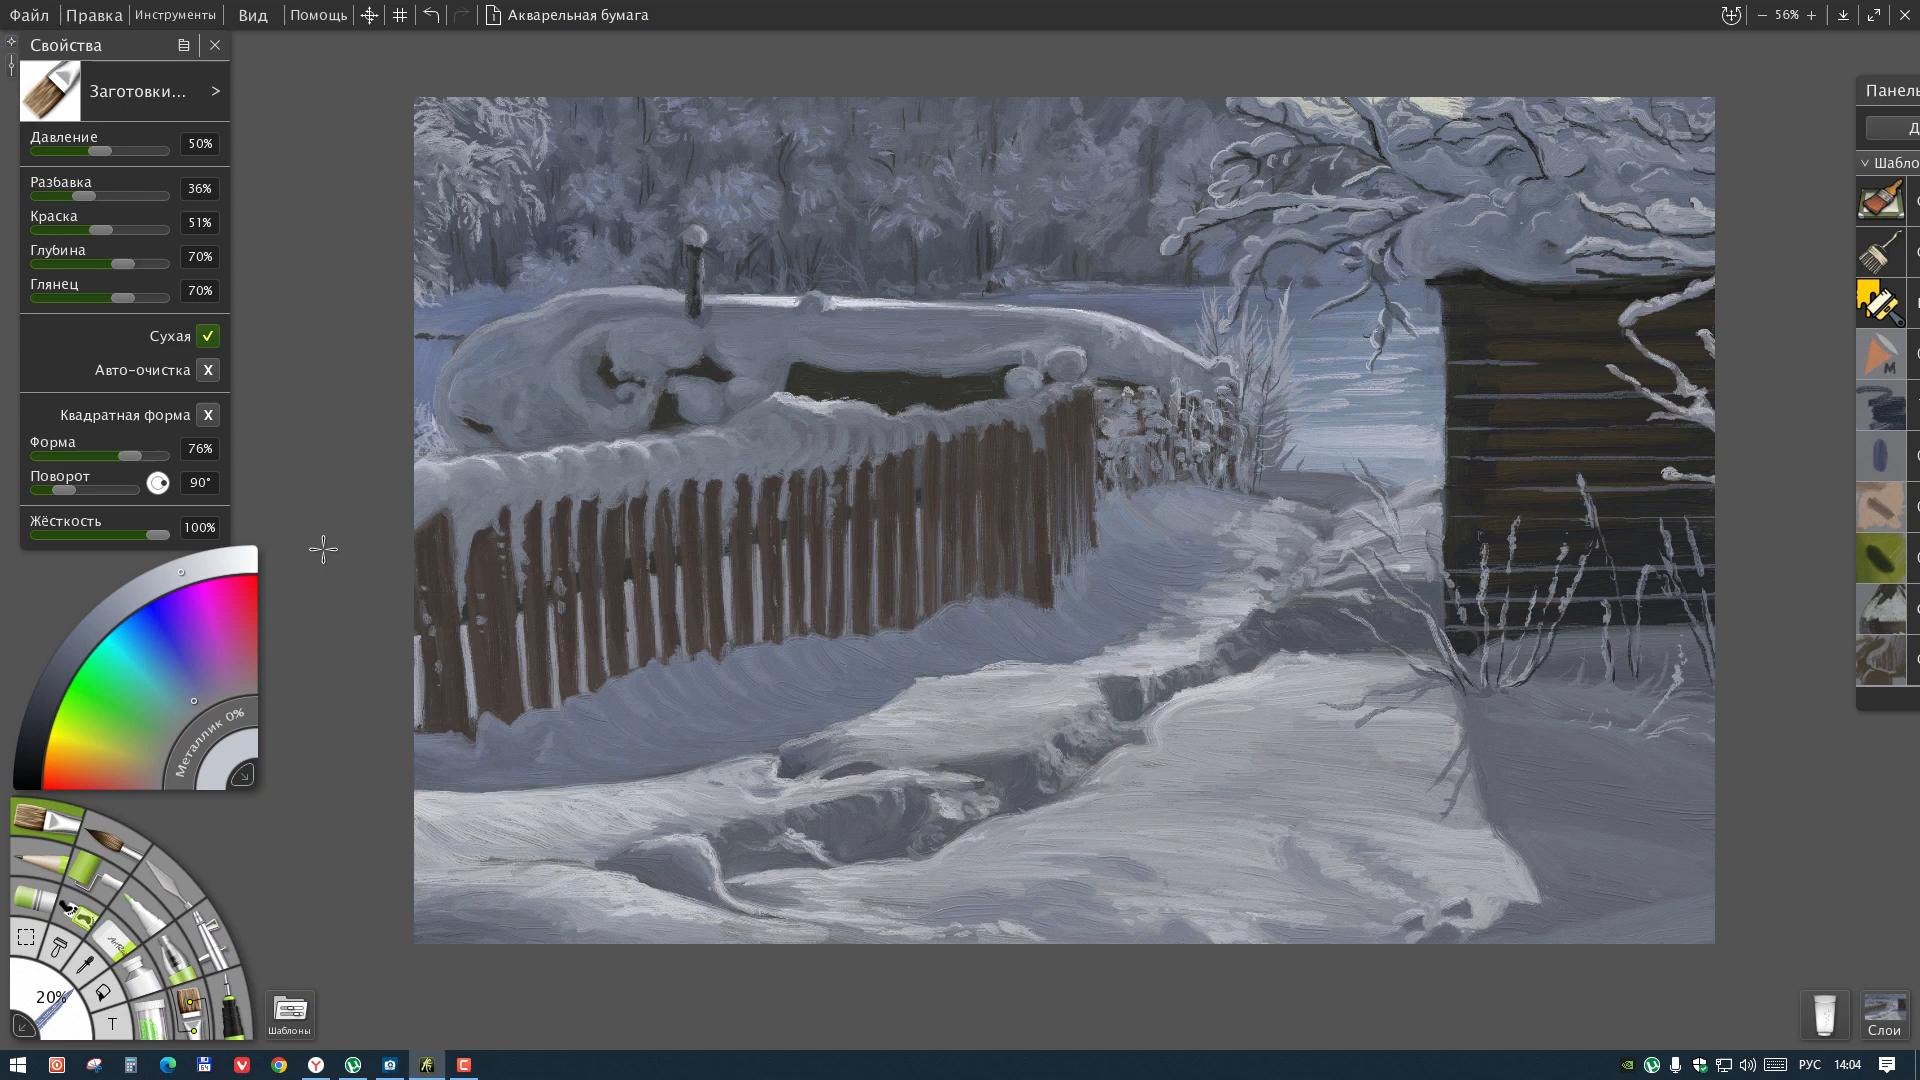 Файл Правка Инструменты Вид Помощь 1 Акварельная бумага 56%
Свойства
Заготовки...
Давление 50%
Разбавка 36%
Краска 51%
Глубина 70%
Глянец 70%
Сухая
Авто-очистка X
Квадратная форма X
Форма 76%
Поворот 90°
Жёсткость 100%
Металлик 0%
20%
T
Шаблоны
Панель
Д
Шабло
M
Слои
64
РУС 14:04